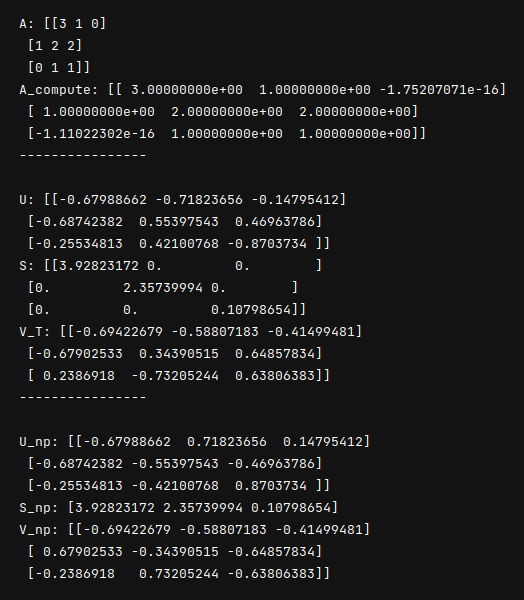 A: [[3 1 0]
 [1 2 2]
 [0 1 1]]
A_compute: [[ 3.00000000e+00  1.00000000e+00 -1.75207071e-16]
 [ 1.00000000e+00  2.00000000e+00  2.00000000e+00]
 [-1.11022302e-16  1.00000000e+00  1.00000000e+00]]
----------------
U: [[-0.67988662 -0.71823656 -0.14795412]
 [-0.68742382  0.55397543  0.46963786]
 [-0.25534813  0.42100768 -0.8703734 ]]
S: [[3.92823172 0.         0.        ]
 [0.         2.35739994 0.        ]
 [0.         0.         0.10798654]]
V_T: [[-0.69422679 -0.58807183 -0.41499481]
 [-0.67902533  0.34390515  0.64857834]
 [ 0.2386918  -0.73205244  0.63806383]]
----------------
U_np: [[-0.67988662  0.71823656  0.14795412]
 [-0.68742382 -0.55397543 -0.46963786]
 [-0.25534813 -0.42100768  0.8703734 ]]
S_np: [3.92823172 2.35739994 0.10798654]
V_np: [[-0.69422679 -0.58807183 -0.41499481]
 [ 0.67902533 -0.34390515 -0.64857834]
 [-0.2386918   0.73205244 -0.63806383]]